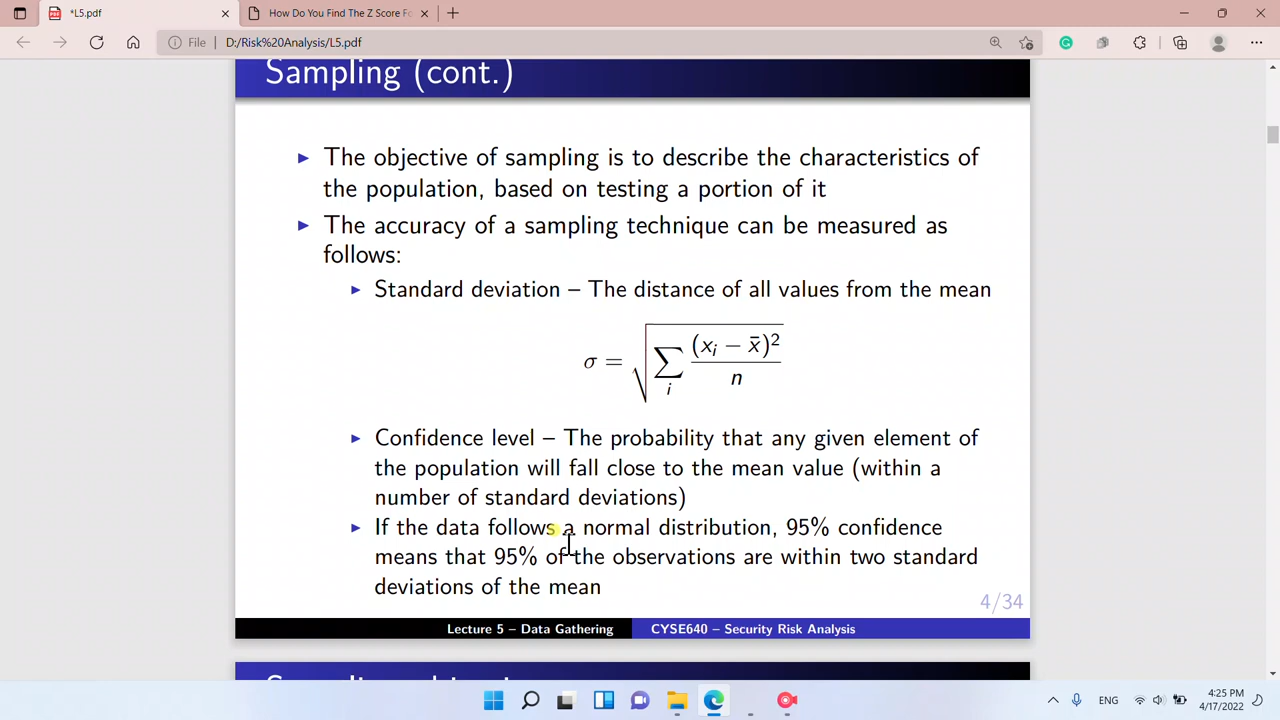 *L5.pdf
How Do You Find The Z Score Fo
File
D:/Risk%20Analysis/L5.pdf
Sampling (cont.)
The objective of sampling is to describe the characteristics of
the population, based on testing a portion of it
The accuracy of a sampling technique can be measured as
follows:
Standard deviation – The distance of all values from the mean
σ = √∑i (xi − x̄)2 / n
Confidence level – The probability that any given element of
the population will fall close to the mean value (within a
number of standard deviations)
If the data follows a normal distribution, 95% confidence
means that 95% of the observations are within two standard
deviations of the mean
4/34
Lecture 5 – Data Gathering CYSE640 – Security Risk Analysis
ENG
4:25 PM
4/17/2022